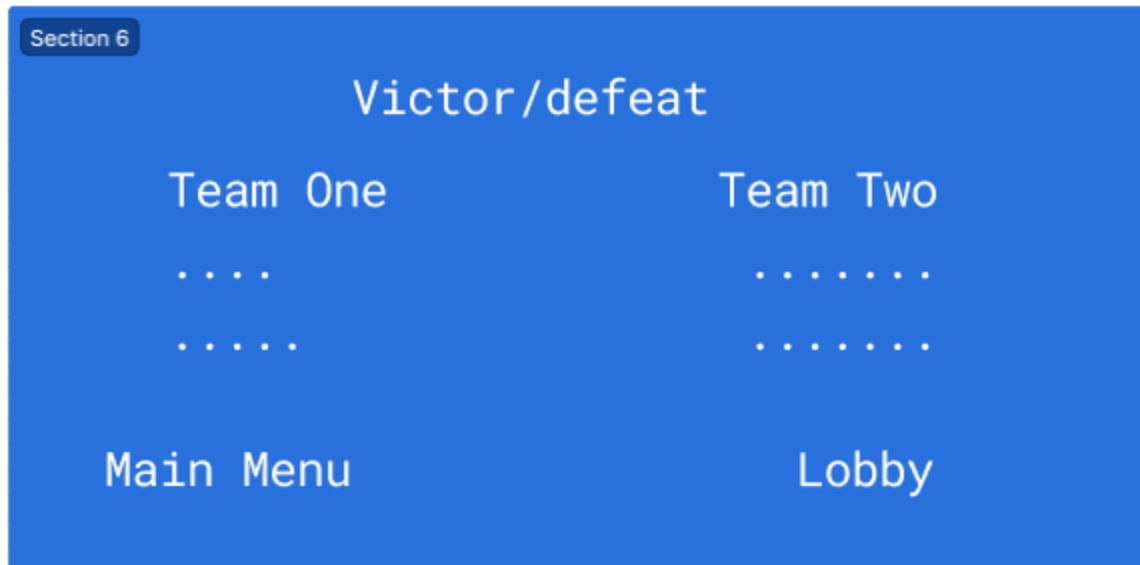 Section 6
Victor/defeat
Team One Team Two
.... .......
..... .......
Main Menu Lobby